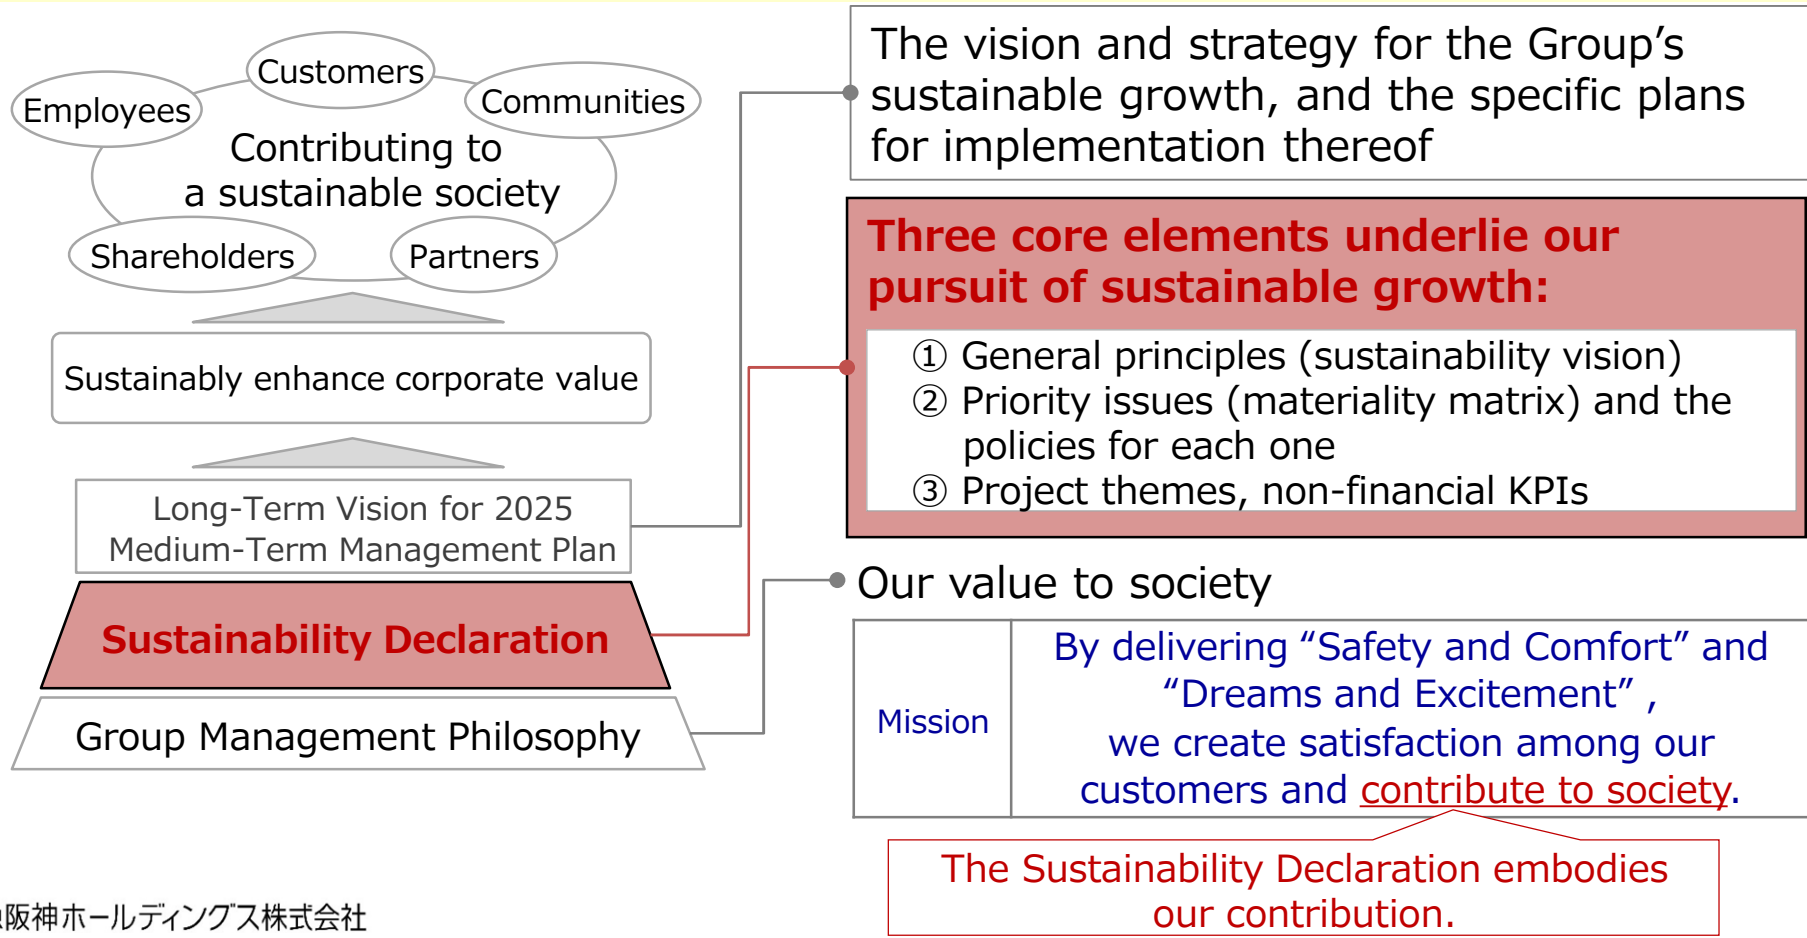 Customers
Employees
Communities
Contributing to
a sustainable society
Shareholders
Partners
Sustainably enhance corporate value
Long-Term Vision for 2025
Medium-Term Management Plan
Sustainability Declaration
Group Management Philosophy
The vision and strategy for the Group’s
sustainable growth, and the specific plans
for implementation thereof
Three core elements underlie our
pursuit of sustainable growth:
① General principles (sustainability vision)
② Priority issues (materiality matrix) and the
policies for each one
③ Project themes, non-financial KPIs
Our value to society
Mission
By delivering “Safety and Comfort” and
“Dreams and Excitement” ,
we create satisfaction among our
customers and contribute to society.
The Sustainability Declaration embodies
our contribution.
阪神ホールディングス株式会社